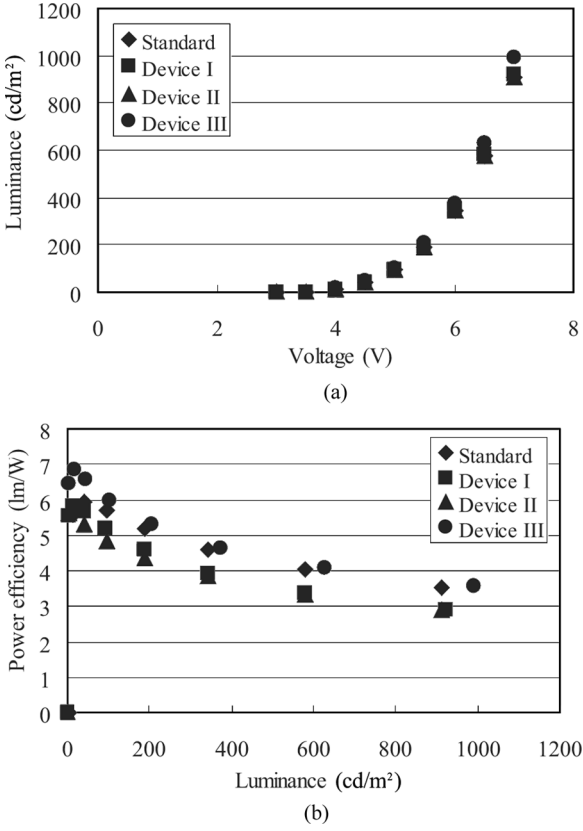 1200
1000
800
600
400
200
0
Luminance (cd/m²)
Standard
Device I
Device II
Device III
0 2 4 6 8
Voltage (V)
(a)
8
7
6
5
4
3
2
1
0
Power efficiency (lm/W)
Standard
Device I
Device II
Device III
0 200 400 600 800 1000 1200
Luminance (cd/m²)
(b)